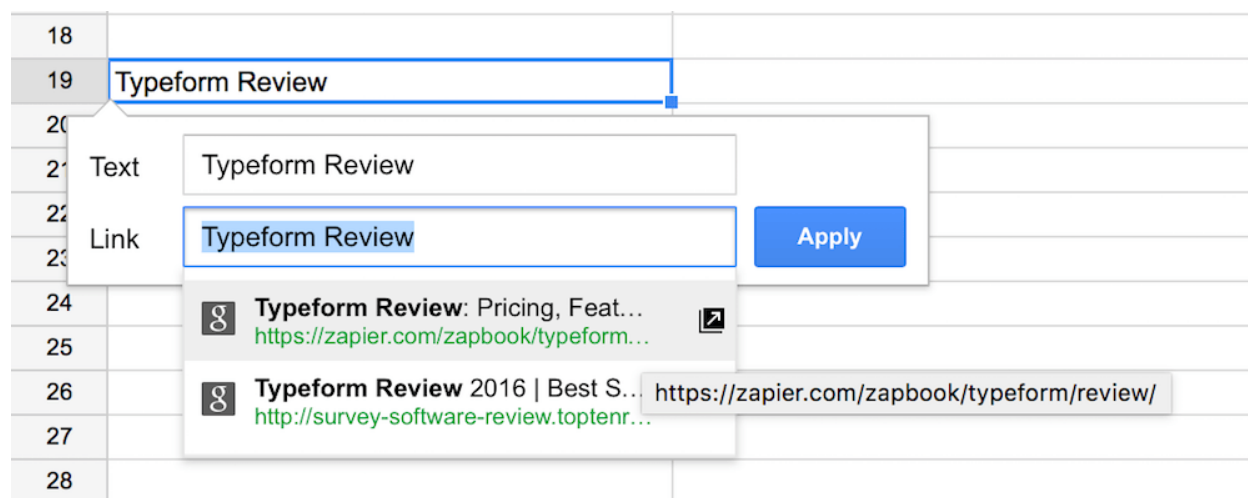 18
19 Typeform Review
20
21 Text Typeform Review
22
Link Typeform Review Apply
23
24 Typeform Review: Pricing, Feat...
https://zapier.com/zapbook/typeform...
25
26 Typeform Review 2016 | Best S... https://zapier.com/zapbook/typeform/review/
http://survey-software-review.toptenr...
27
28